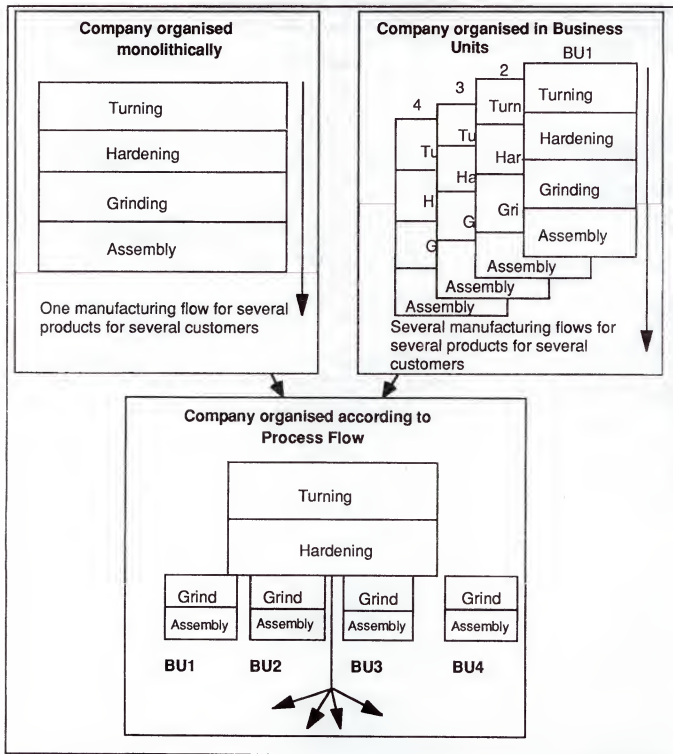 Company organised
monolithically
Turning
Hardening
Grinding
Assembly
One manufacturing flow for several
products for several customers
Company organised in Business
Units
BU1
Turning
Hardening
Grinding
Assembly
2
Turn
Har
Gri
Assembly
3
Tu
Ha
G
Assembly
4
Tu
H
G
Assembly
Several manufacturing flows for
several products for several
customers
Company organised according to
Process Flow
Turning
Hardening
Grind
Assembly
BU1
Grind
Assembly
BU2
Grind
Assembly
BU3
Grind
Assembly
BU4